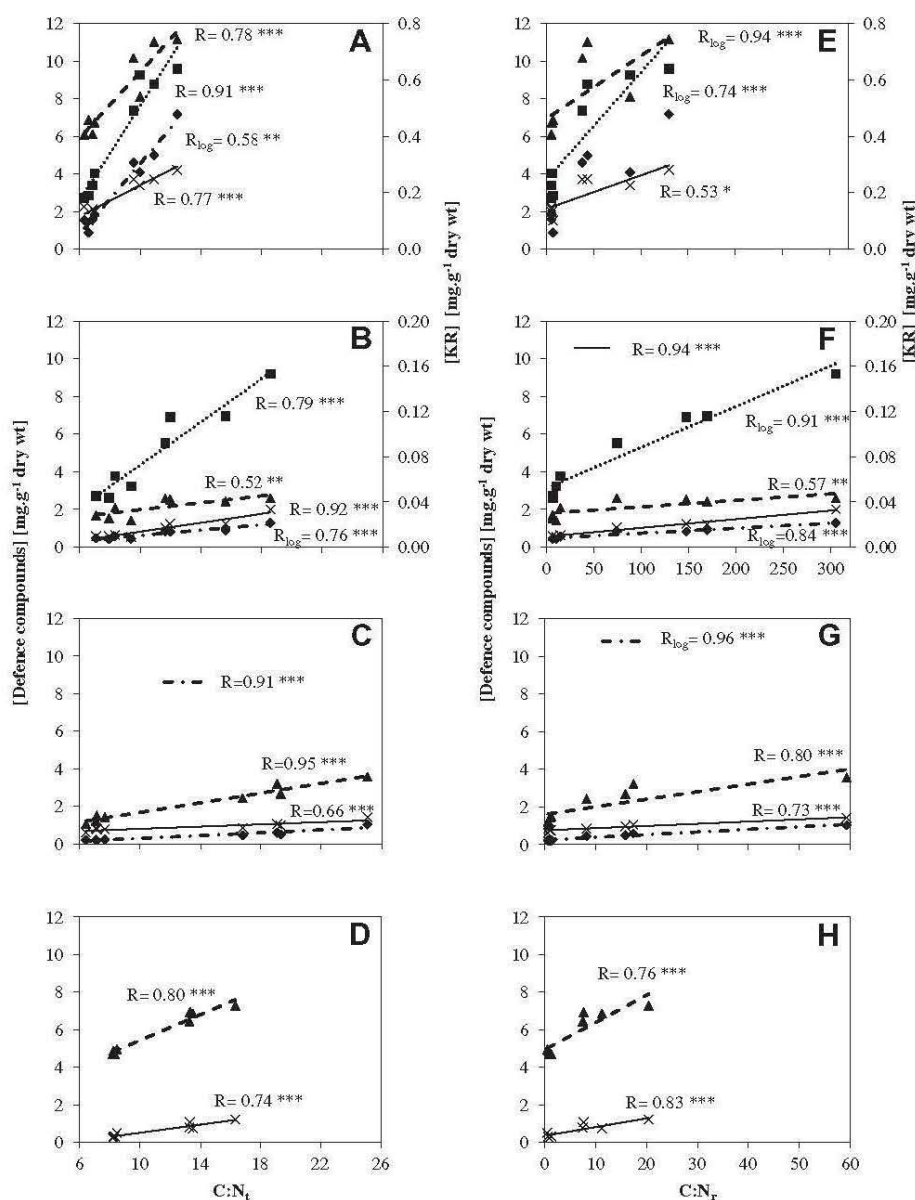 A
12
10
8
6
4
2
0
0.8
0.6
0.4
0.2
0.0
R= 0.78 ***
R= 0.91 ***
Rlog= 0.58 **
R= 0.77 ***
E
12
10
8
6
4
2
0
0.8
0.6
0.4
0.2
0.0
Rlog= 0.94 ***
Rlog= 0.74 ***
R= 0.53 *
B
12
10
8
6
4
2
0
0.20
0.16
0.12
0.08
0.04
0.00
R= 0.79 ***
R= 0.52 **
R= 0.92 ***
Rlog= 0.76 ***
F
12
10
8
6
4
2
0
0.20
0.16
0.12
0.08
0.04
0.00
R= 0.94 ***
Rlog= 0.91 ***
R= 0.57 **
Rlog=0.84 ***
0 50 100 150 200 250 300
C
12
10
8
6
4
2
0
R=0.91 ***
R=0.95 ***
R=0.66 ***
G
12
10
8
6
4
2
0
Rlog= 0.96 ***
R= 0.80 ***
R= 0.73 ***
D
12
10
8
6
4
2
0
R= 0.80 ***
R= 0.74 ***
6 10 14 18 22 26
C:Nt
H
12
10
8
6
4
2
0
R= 0.76 ***
R= 0.83 ***
0 10 20 30 40 50 60
C:Nr
[Defence compounds] [mg.g-1 dry wt]
[KR] [mg.g-1 dry wt]
[Defence compounds] [mg.g-1 dry wt]
[KR] [mg.g-1 dry wt]